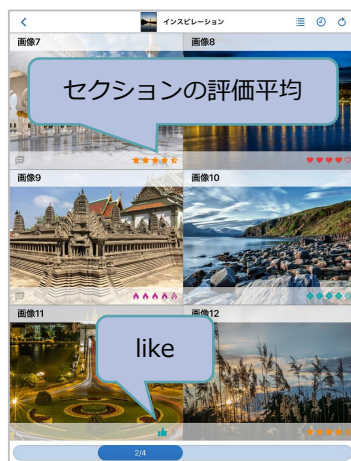 インスピレーション
画像7
画像8
セクションの評価平均
画像9
画像10
画像11
画像12
like
2/4